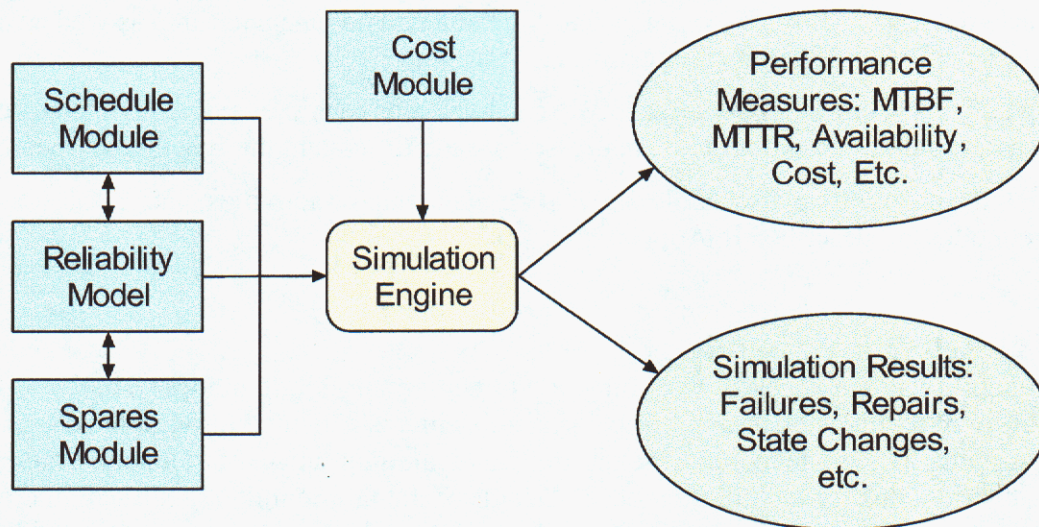 Cost
Module
Schedule
Module
Reliability
Model
Spares
Module
Simulation
Engine
Performance
Measures: MTBF,
MTTR, Availability,
Cost, Etc.
Simulation Results:
Failures, Repairs,
State Changes,
etc.